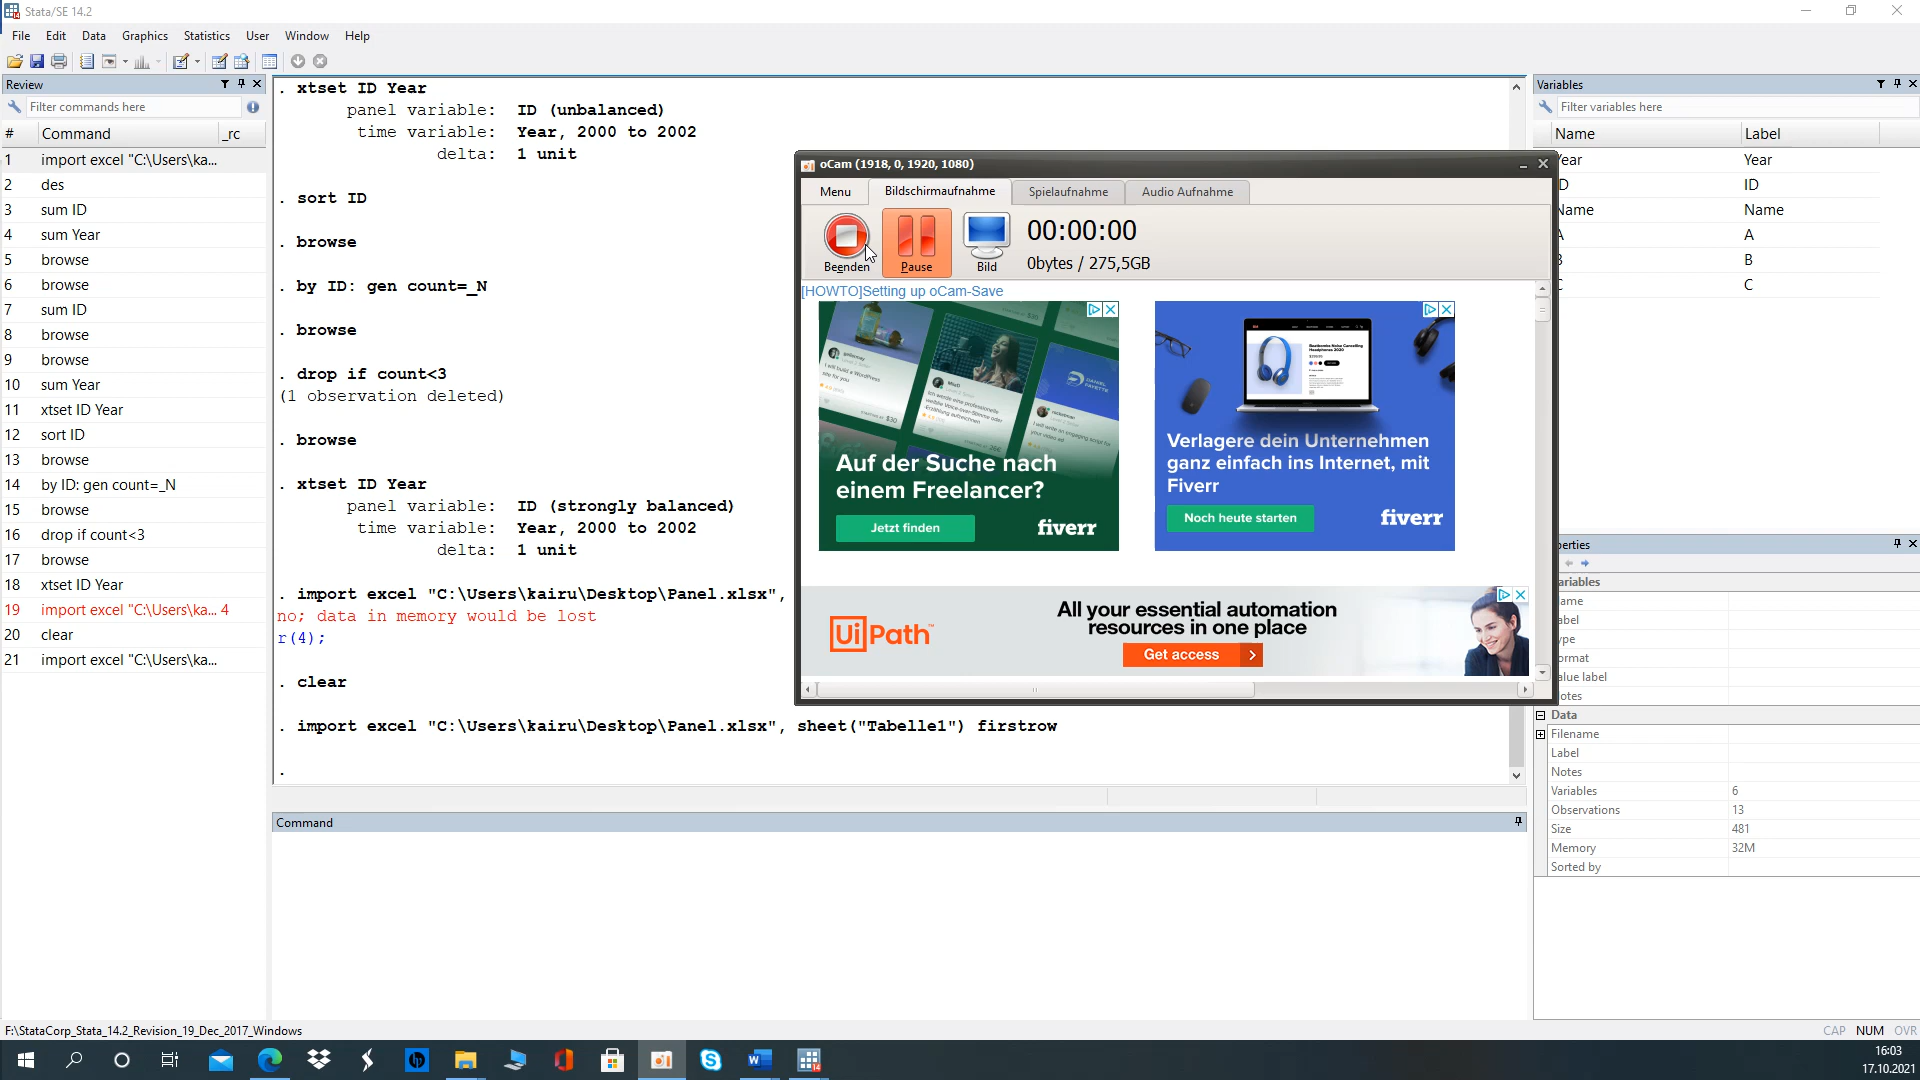 Stata/SE 14.2
File Edit Data Graphics Statistics User Window Help
Review
Filter commands here
# Command _rc
1 import excel "C:\Users\ka...
2 des
3 sum ID
4 sum Year
5 browse
6 browse
7 sum ID
8 browse
9 browse
10 sum Year
11 xtset ID Year
12 sort ID
13 browse
14 by ID: gen count=_N
15 browse
16 drop if count<3
17 browse
18 xtset ID Year
19 import excel "C:\Users\ka... 4
20 clear
21 import excel "C:\Users\ka...
. xtset ID Year
panel variable: ID (unbalanced)
time variable: Year, 2000 to 2002
delta: 1 unit
. sort ID
. browse
. by ID: gen count=_N
. browse
. drop if count<3
(1 observation deleted)
. browse
. xtset ID Year
panel variable: ID (strongly balanced)
time variable: Year, 2000 to 2002
delta: 1 unit
. import excel "C:\Users\kairu\Desktop\Panel.xlsx",
no; data in memory would be lost
r(4);
. clear
. import excel "C:\Users\kairu\Desktop\Panel.xlsx", sheet("Tabelle1") firstrow
.
Command
oCam (1918, 0, 1920, 1080)
Menu Bildschirmaufnahme Spielaufnahme Audio Aufnahme
Beenden Pause Bild
00:00:00
0bytes / 275,5GB
[HOWTO]Setting up oCam-Save
Auf der Suche nach
einem Freelancer?
Jetzt finden
fiverr
Verlagere dein Unternehmen
ganz einfach ins Internet, mit
Fiverr
Noch heute starten
fiverr
UiPath
All your essential automation
resources in one place
Get access
Variables
Filter variables here
Name Label
Year Year
ID
Name Name
A A
B
C
perties
ariables
ame
abel
ype
ormat
alue label
otes
Data
Filename
Label
Notes
Variables 6
Observations 13
Size 481
Memory 32M
Sorted by
F:\StataCorp_Stata_14.2_Revision_19_Dec_2017_Windows
CAP NUM OVR
16:03
17.10.2021